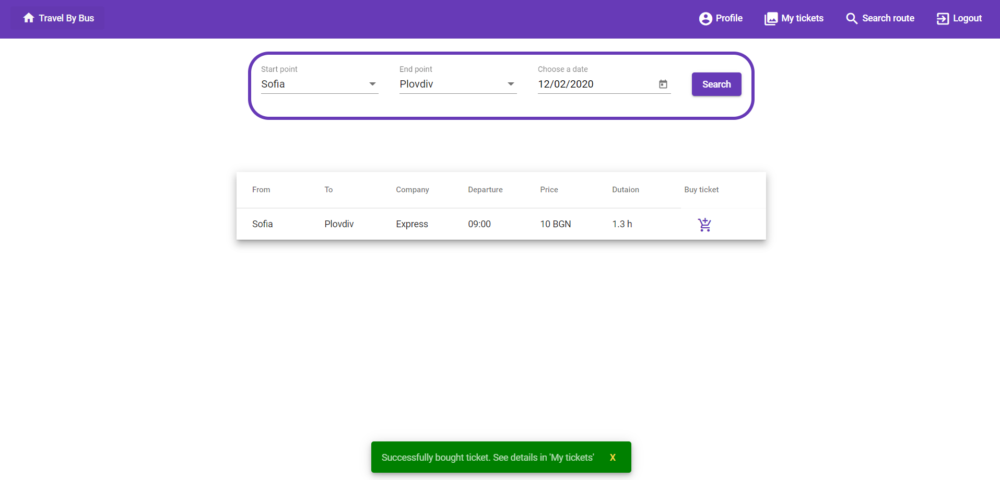 Travel By Bus Profile My tickets Search route Logout
Start point End point Choose a date
Sofia Plovdiv 12/02/2020 Search
From To Company Departure Price Dutaion Buy ticket
Sofia Plovdiv Express 09:00 10 BGN 1.3 h
Successfully bought ticket. See details in 'My tickets' X